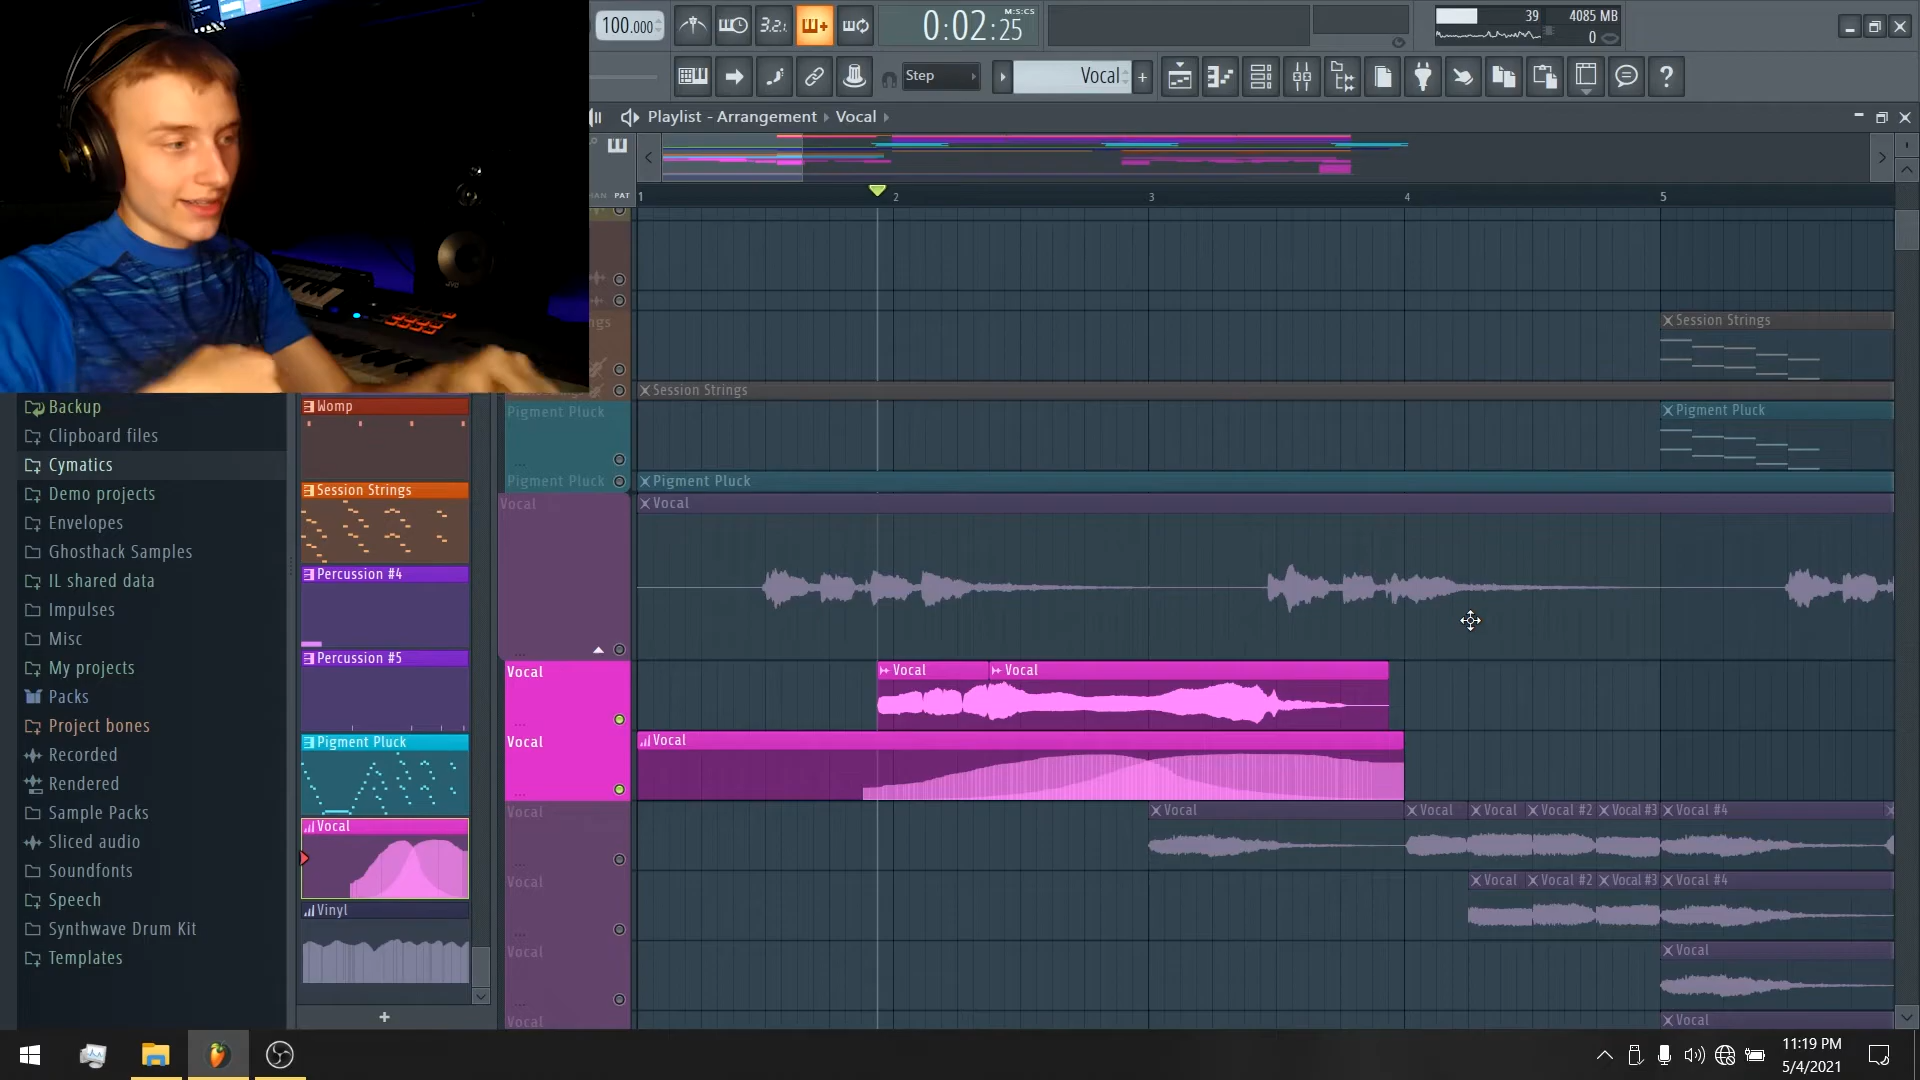 100.000
3.2.1
0:02:25
M:S:CS
39
4085 MB
0
Step
Vocal
Playlist - Arrangement ▸ Vocal ▸
PAT
1
2
3
4
5
Session Strings
Session Strings
Pigment Pluck
Pigment Pluck
Pigment Pluck
Pigment Pluck
Vocal
Vocal
Vocal
Vocal
Vocal
Vocal
Vocal
Vocal
Vocal
Vocal
Vocal
Vocal
Vocal #2
Vocal #3
Vocal #4
Vocal
Vocal
Vocal #2
Vocal #3
Vocal #4
Vocal
Vocal
Vocal
Vocal
Backup
Clipboard files
Cymatics
Demo projects
Envelopes
Ghosthack Samples
IL shared data
Impulses
Misc
My projects
Packs
Project bones
Recorded
Rendered
Sample Packs
Sliced audio
Soundfonts
Speech
Synthwave Drum Kit
Templates
Womp
Session Strings
Percussion #4
Percussion #5
Pigment Pluck
Vocal
Vinyl
11:19 PM
5/4/2021